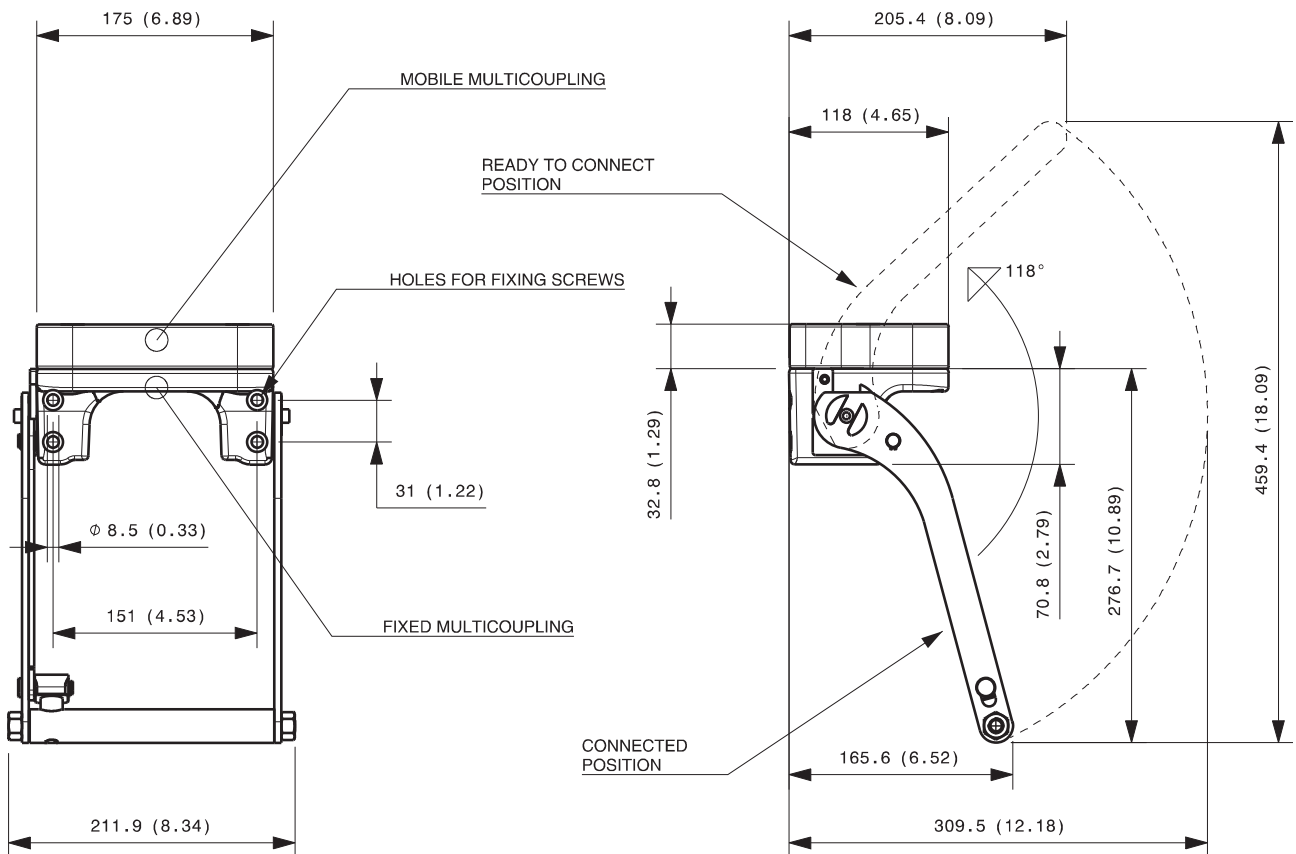 175 (6.89)
205.4 (8.09)
MOBILE MULTICOUPLING
118 (4.65)
READY TO CONNECT
POSITION
HOLES FOR FIXING SCREWS
118°
32.8 (1.29)
31 (1.22)
459.4 (18.09)
Φ 8.5 (0.33)
70.8 (2.79)
276.7 (10.89)
151 (4.53)
FIXED MULTICOUPLING
CONNECTED
POSITION
165.6 (6.52)
211.9 (8.34)
309.5 (12.18)